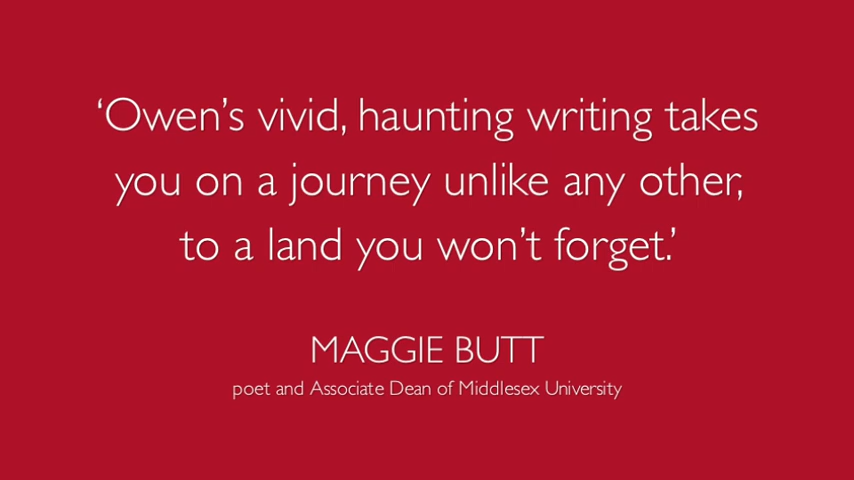 ‘Owen’s vivid, haunting writing takes
you on a journey unlike any other,
to a land you won’t forget.’
MAGGIE BUTT
poet and Associate Dean of Middlesex University